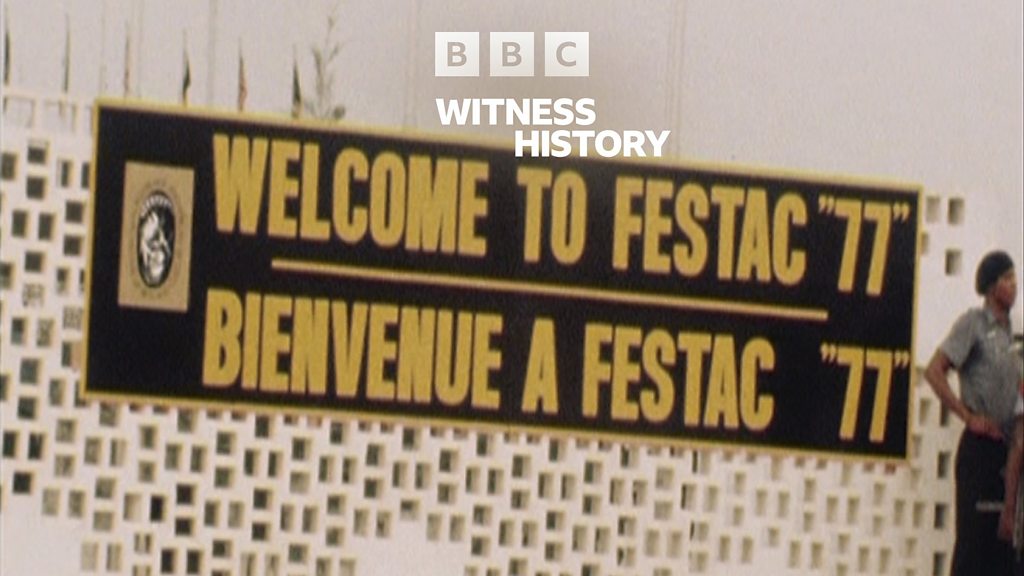 BBC
WITNESS
HISTORY
WELCOME TO FESTAC "77"
BIENVENUE A FESTAC "77"